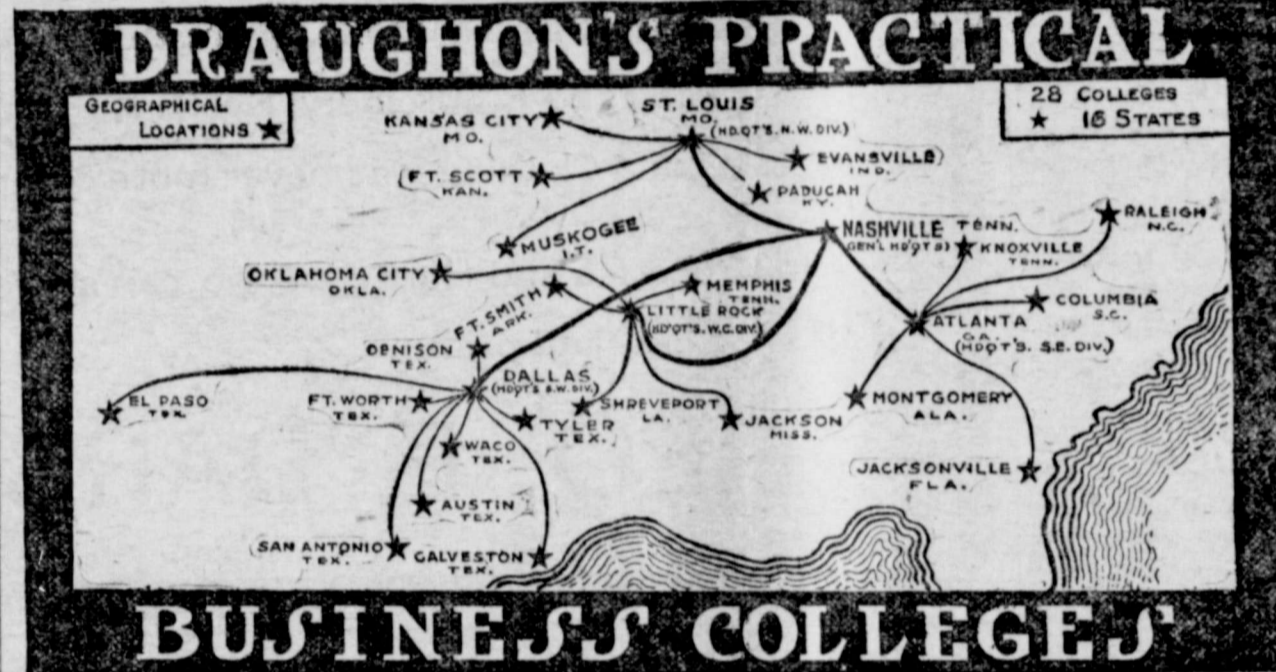 DRAUGHON'S PRACTICAL
GEOGRAPHICAL
LOCATIONS
28 COLLEGES
16 STATES
ST. LOUIS
MO.
(HDQT'S. N.W. DIV.)
KANSAS CITY
MO.
EVANSVILLE
IND.
FT. SCOTT
KAN.
PADUCAH
KY.
RALEIGH
N.C.
MUSKOGEE
I.T.
NASHVILLE TENN.
GEN'L HDQT'S
KNOXVILLE
TENN.
OKLAHOMA CITY
OKLA.
FT. SMITH
ARK.
MEMPHIS
TENN.
LITTLE ROCK
(HDQT'S. W.C. DIV.)
COLUMBIA
S.C.
ATLANTA
GA.
(HDQT'S. S.E. DIV.)
DENISON
TEX.
DALLAS
(HDQT'S S.W. DIV.)
EL PASO
TEX.
FT. WORTH
TEX.
TYLER
TEX.
SHREVEPORT
LA.
JACKSON
MISS.
MONTGOMERY
ALA.
WACO
TEX.
JACKSONVILLE
FLA.
AUSTIN
TEX.
SAN ANTONIO
TEX.
GALVESTON
TEX.
BUSINESS COLLEGES